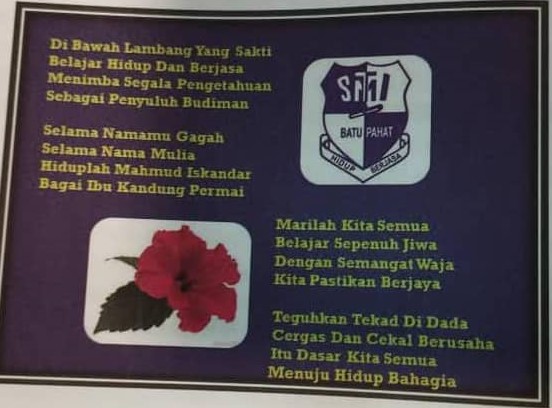 Di Bawah Lambang Yang Sakti
Belajar Hidup Dan Berjasa
Menimba Segala Pengetahuan
Sebagai Penyuluh Budiman
Selama Namamu Gagah
Selama Nama Mulia
Hiduplah Mahmud Iskandar
Bagai Ibu Kandung Permai
SMI
BATU PAHAT
HIDUP BERJASA
Marilah Kita Semua
Belajar Sepenuh Jiwa
Dengan Semangat Waja
Kita Pastikan Berjaya
Teguhkan Tekad Di Dada
Cergas Dan Cekal Berusaha
Itu Dasar Kita Semua
Menuju Hidup Bahagia